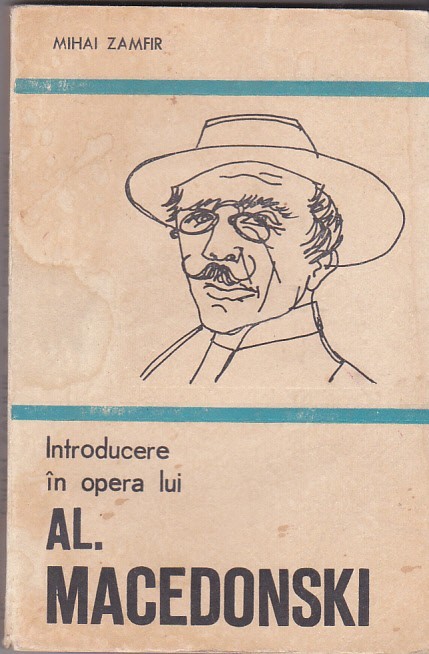 MIHAI ZAMFIR
Introducere
în opera lui
AL.
MACEDONSKI